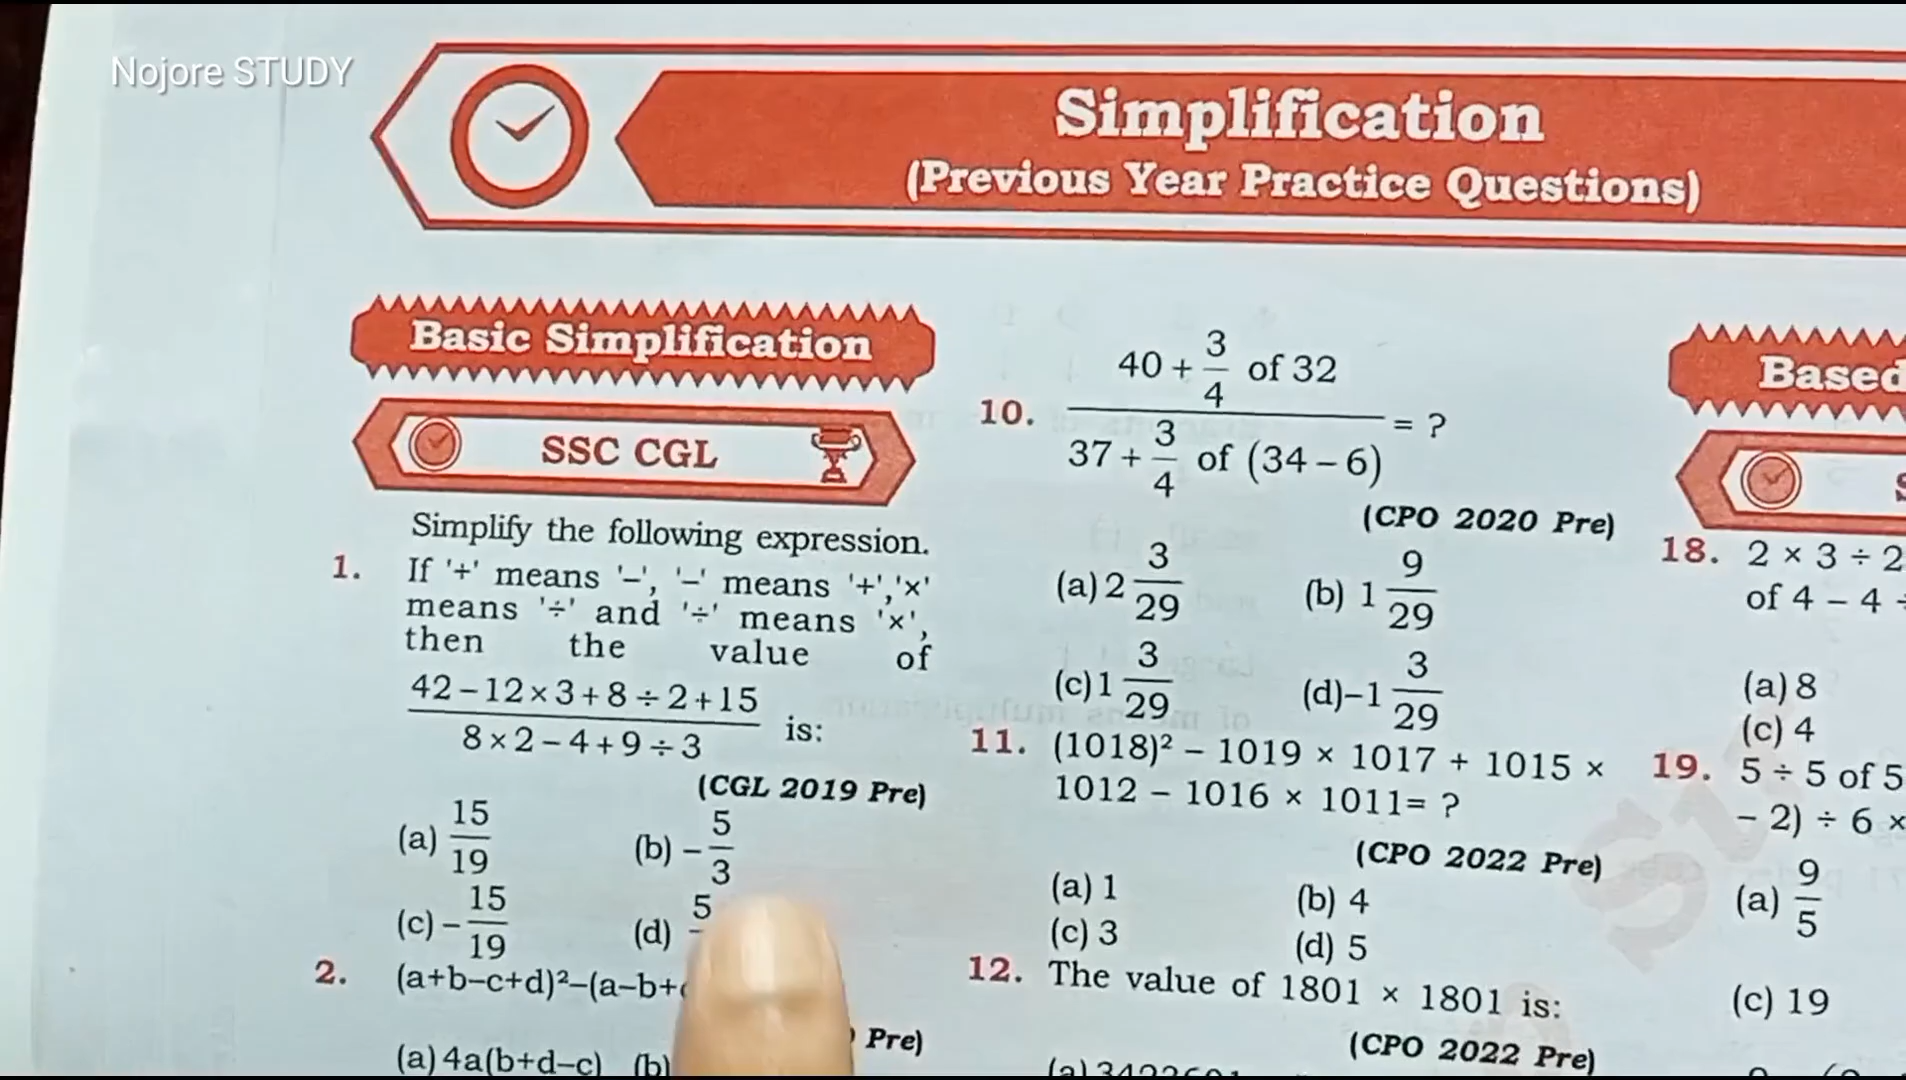 Nojore STUDY
Simplification
(Previous Year Practice Questions)
Basic Simplification
SSC CGL
Simplify the following expression.
1. If '+' means '–', '–' means '+','×'
means '÷' and '÷' means '×',
then the value of
42 – 12 × 3 + 8 ÷ 2 + 15
8 × 2 – 4 + 9 ÷ 3
is:
(CGL 2019 Pre)
(a) 15/19 (b) – 5/3
(c) – 15/19 (d) 5
2. (a+b–c+d)²–(a–b+
Pre)
(a) 4a(b+d–c) (b)
10. 40 + 3/4 of 32
37 + 3/4 of (34 – 6)
= ?
(CPO 2020 Pre)
(a) 2 3/29 (b) 1 9/29
(c) 1 3/29 (d) –1 3/29
11. (1018)² – 1019 × 1017 + 1015 ×
1012 – 1016 × 1011= ?
(CPO 2022 Pre)
(a) 1 (b) 4
(c) 3 (d) 5
12. The value of 1801 × 1801 is:
(CPO 2022 Pre)
Based
18. 2 × 3 ÷ 2
of 4 – 4 ÷
(a) 8
(c) 4
19. 5 ÷ 5 of 5
– 2) ÷ 6 ×
(a) 9/5
(c) 19